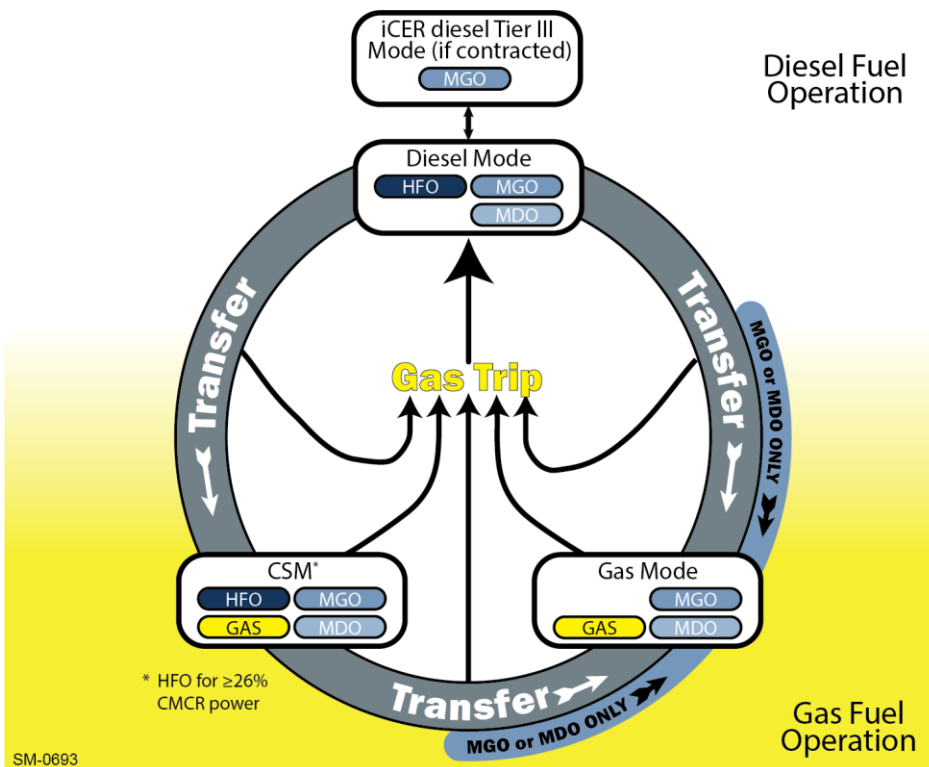 iCER diesel Tier III
Mode (if contracted)
MGO
Diesel Fuel
Operation
Diesel Mode
HFO
MGO
MDO
Transfer
Transfer
MGO or MDO ONLY
Gas Trip
CSM*
HFO
MGO
GAS
MDO
Gas Mode
MGO
GAS
MDO
* HFO for ≥26%
CMCR power
Transfer
MGO or MDO ONLY
Gas Fuel
Operation
SM-0693